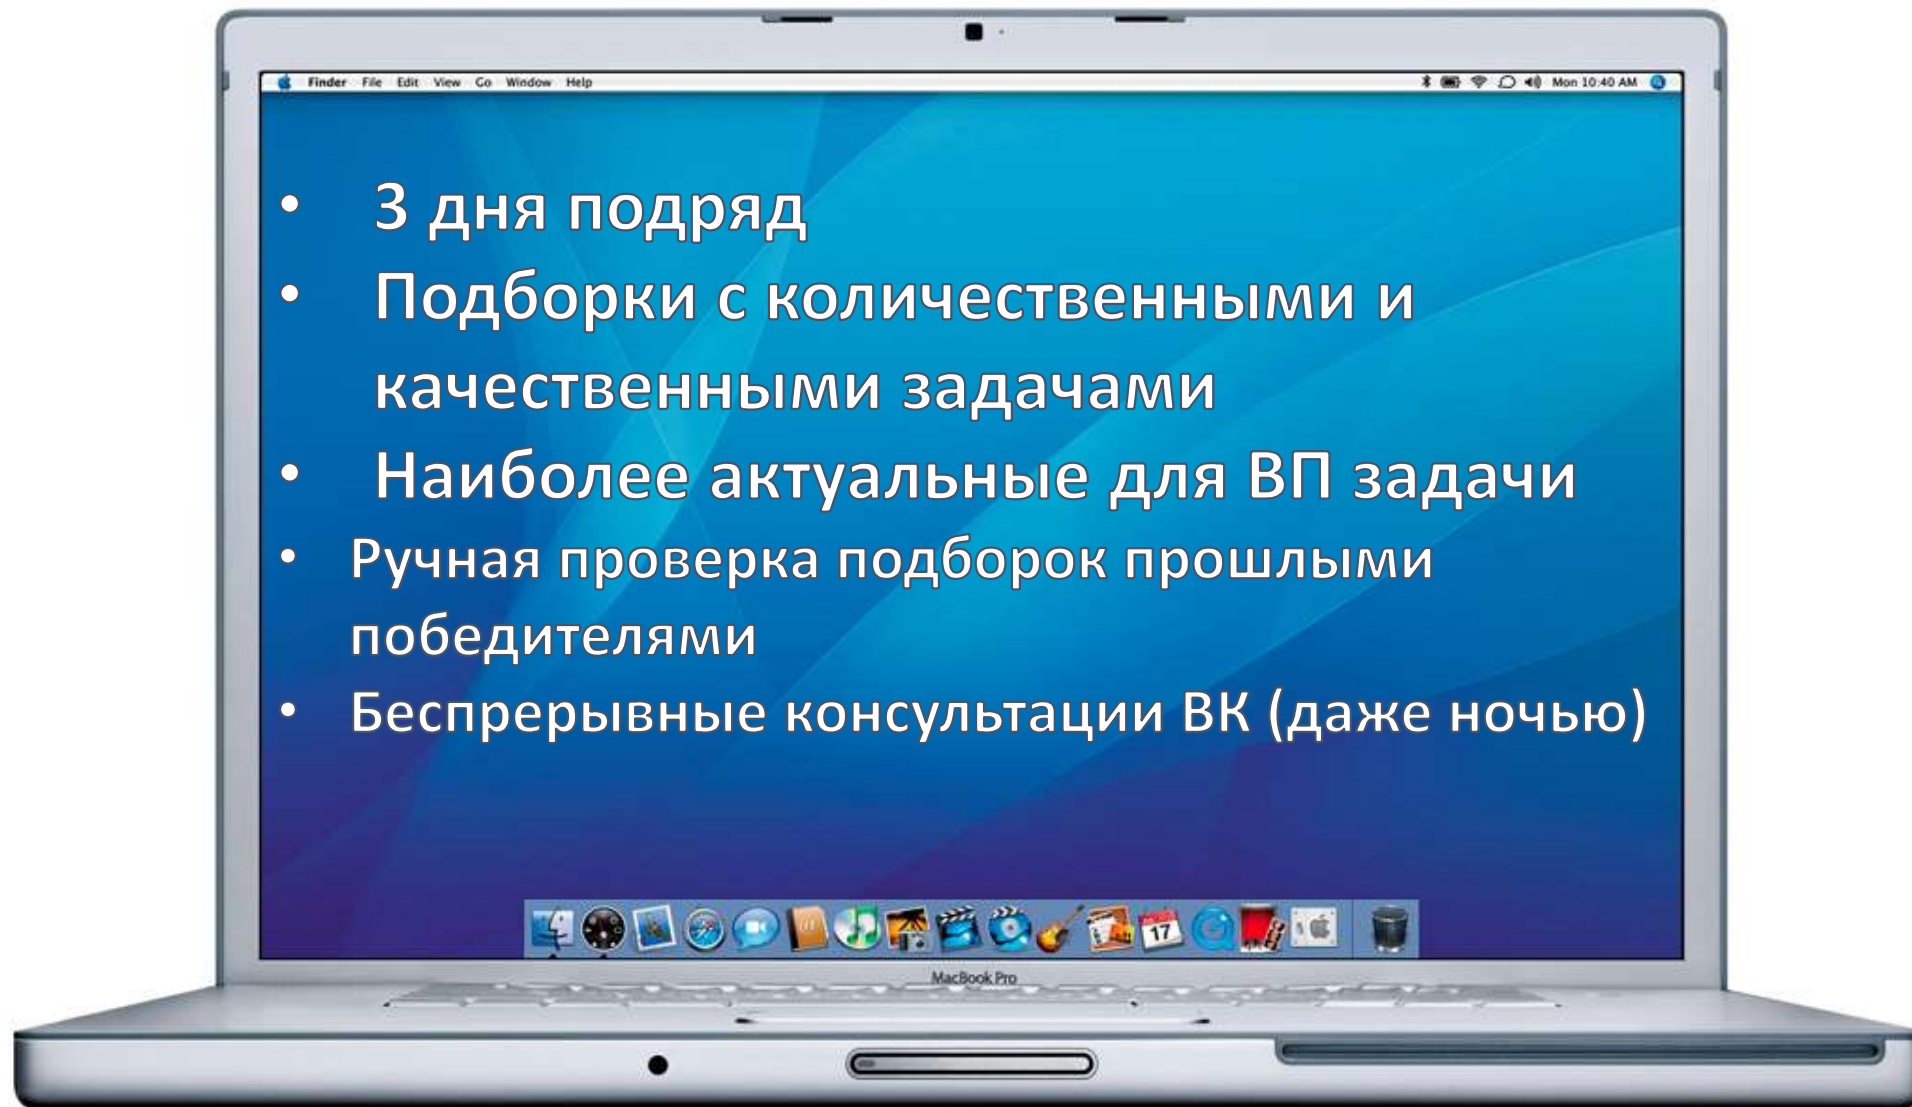 Finder File Edit View Go Window Help
Mon 10:40 AM
• 3 дня подряд
• Подборки с количественными и
качественными задачами
• Наиболее актуальные для ВП задачи
• Ручная проверка подборок прошлыми
победителями
• Беспрерывные консультации ВК (даже ночью)
17
MacBook Pro